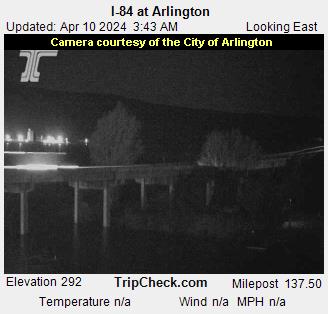 I-84 at Arlington
Updated: Apr 10 2024 3:43 AM Looking East
Camera courtesy of the City of Arlington
Elevation 292 TripCheck.com Milepost 137.50
Temperature n/a Wind n/a MPH n/a